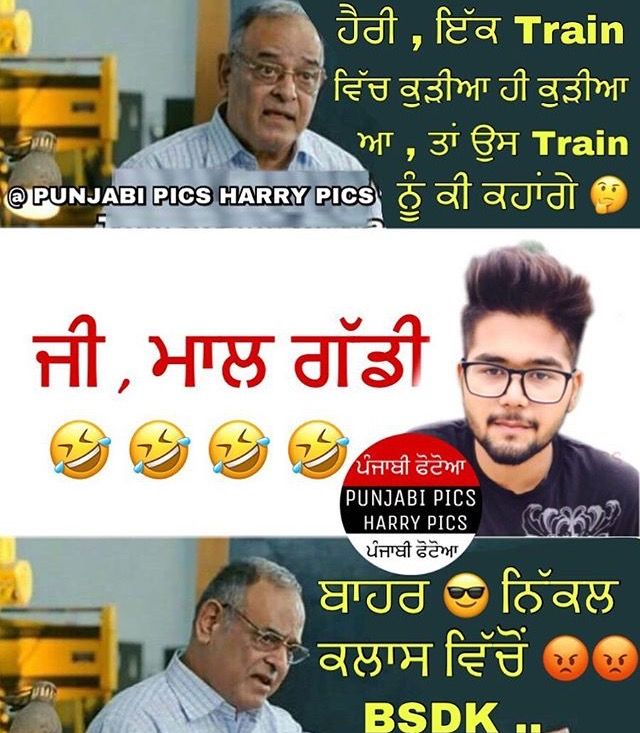 ਹੈਰੀ , ਇੱਕ Train
ਵਿੱਚ ਕੁੜੀਆ ਹੀ ਕੁੜੀਆ
ਆ , ਤਾਂ ਉਸ Train
ਨੂੰ ਕੀ ਕਹਾਂਗੇ 🤔
@ PUNJABI PICS HARRY PICS
ਜੀ , ਮਾਲ ਗੱਡੀ
🤣 🤣 🤣 🤣
ਪੰਜਾਬੀ ਫੋਟੋਆ
PUNJABI PICS
HARRY PICS
ਪੰਜਾਬੀ ਫੋਟੋਆ
ਬਾਹਰ 😎 ਨਿੱਕਲ
ਕਲਾਸ ਵਿੱਚੋਂ 😡😡
BSDK ..